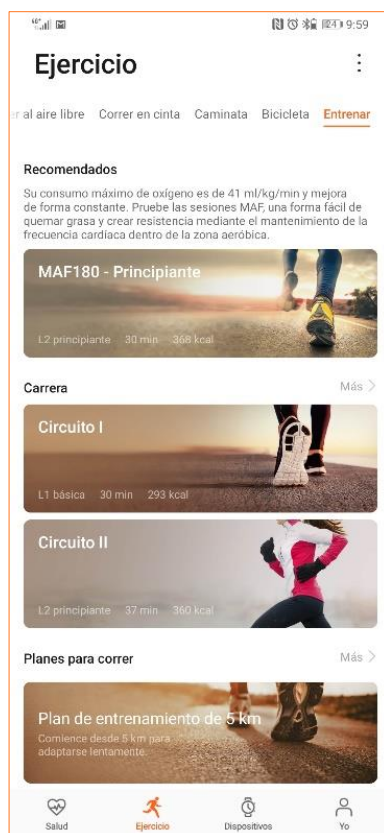 9:59
Ejercicio
al aire libre Correr en cinta Caminata Bicicleta Entrenar
Recomendados
Su consumo máximo de oxígeno es de 41 ml/kg/min y mejora
de forma constante. Pruebe las sesiones MAF, una forma fácil de
quemar grasa y crear resistencia mediante el mantenimiento de la
frecuencia cardiaca dentro de la zona aeróbica.
MAF180 - Principiante
L2 principiante 30 min 368 kcal
Carrera Más
Circuito I
L1 básica 30 min 293 kcal
Circuito II
L2 principiante 37 min 360 kcal
Planes para correr Más
Plan de entrenamiento de 5 km
Comience desde 5 km para
adaptarse lentamente.
Salud Ejercicio Dispositivos Yo